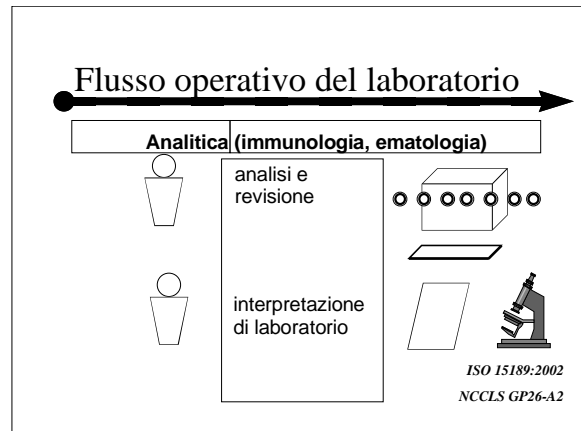 Flusso operativo del laboratorio
Analitica (immunologia, ematologia)
analisi e
revisione
interpretazione
di laboratorio
ISO 15189:2002
NCCLS GP26-A2